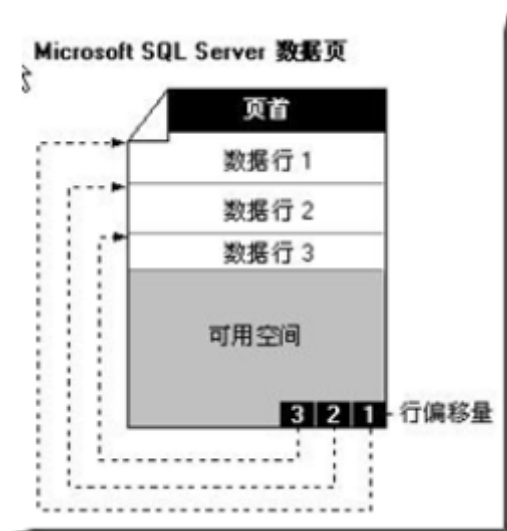 Microsoft SQL Server 数据页
页首
数据行 1
数据行 2
数据行 3
可用空间
3 2 1 行偏移量